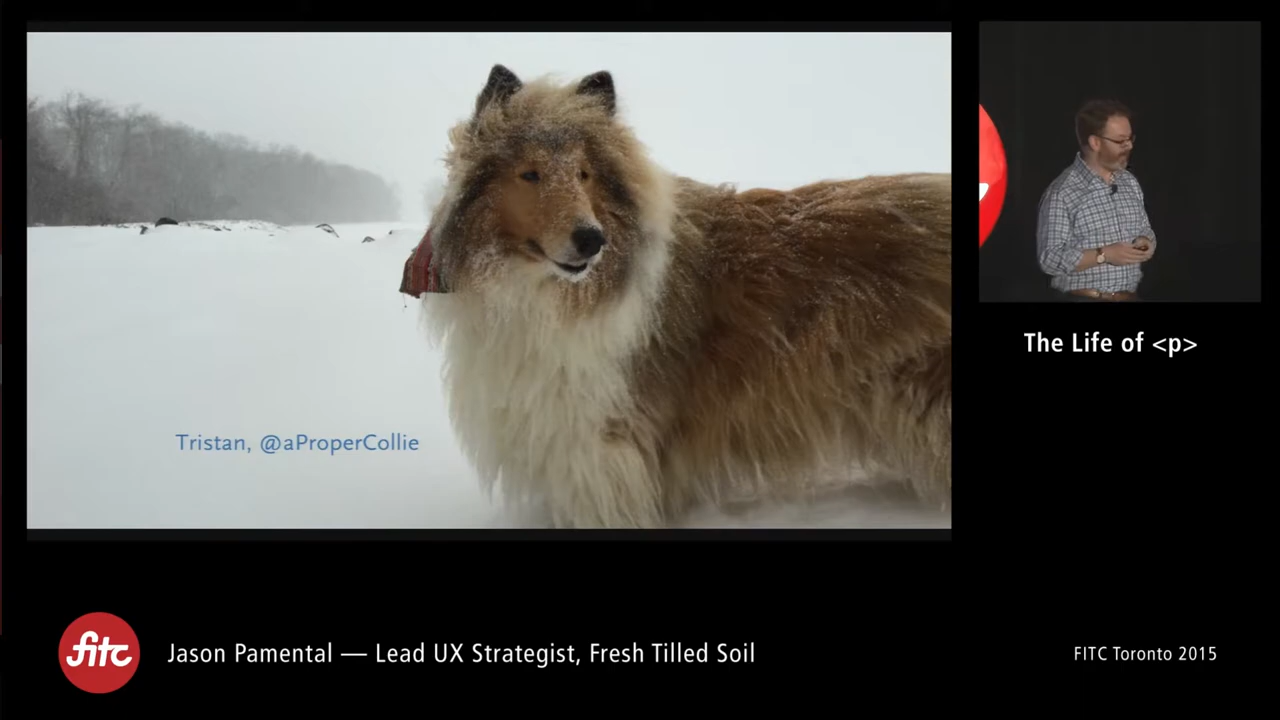 Tristan, @aProperCollie
The Life of <p>
fitc
Jason Pamental — Lead UX Strategist, Fresh Tilled Soil
FITC Toronto 2015